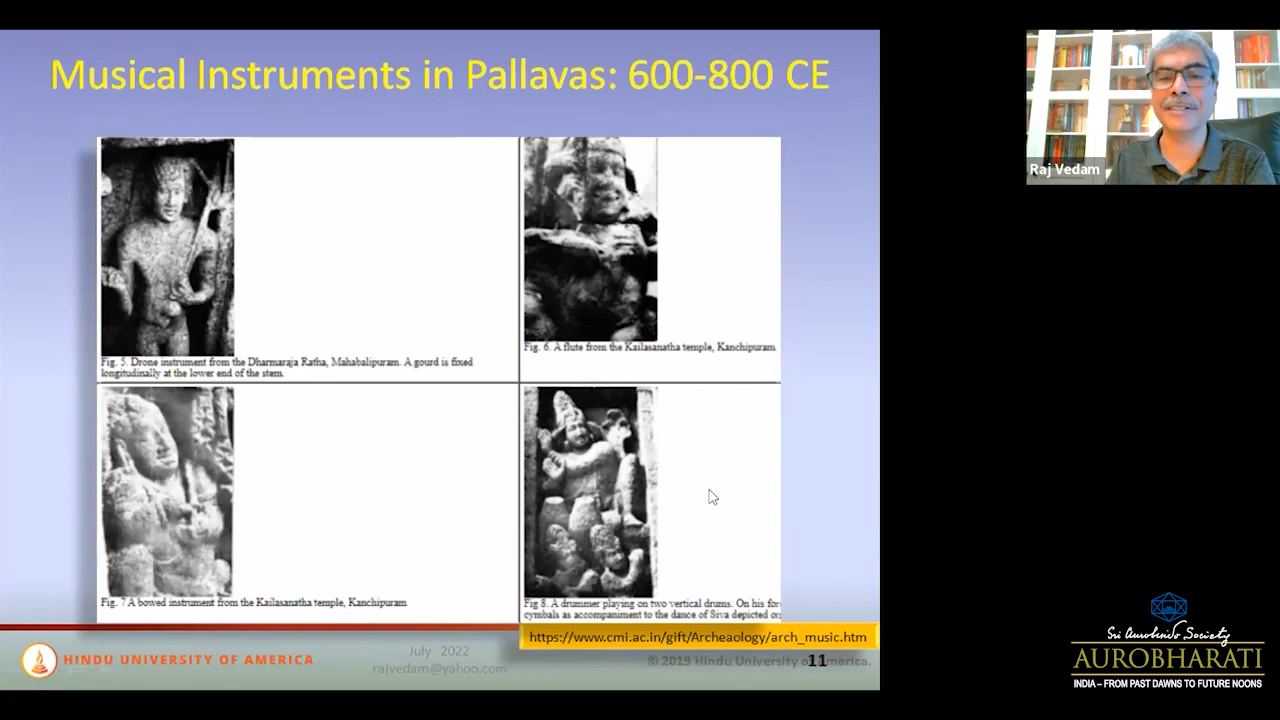 Musical Instruments in Pallavas: 600-800 CE
Raj Vedam
Fig. 5. Drone instrument from the Dharmaraja Ratha, Mahabalipuram. A gourd is fixed
longitudinally at the lower end of the stem.
Fig. 6. A flute from the Kailasanatha temple, Kanchipuram.
Fig. 7 A bowed instrument from the Kailasanatha temple, Kanchipuram
Fig 8. A drummer playing on two vertical drums. On his
cymbals as accompaniment to the dance of Siva depicted
https://www.cmi.ac.in/gift/Archeaology/arch_music.htm
HINDU UNIVERSITY OF AMERICA
July 2022
rajvedam@yahoo.com
© 2019 Hindu University of America.
11
Sri Aurobindo Society
AUROBHARATI
INDIA – FROM PAST DAWNS TO FUTURE NOONS